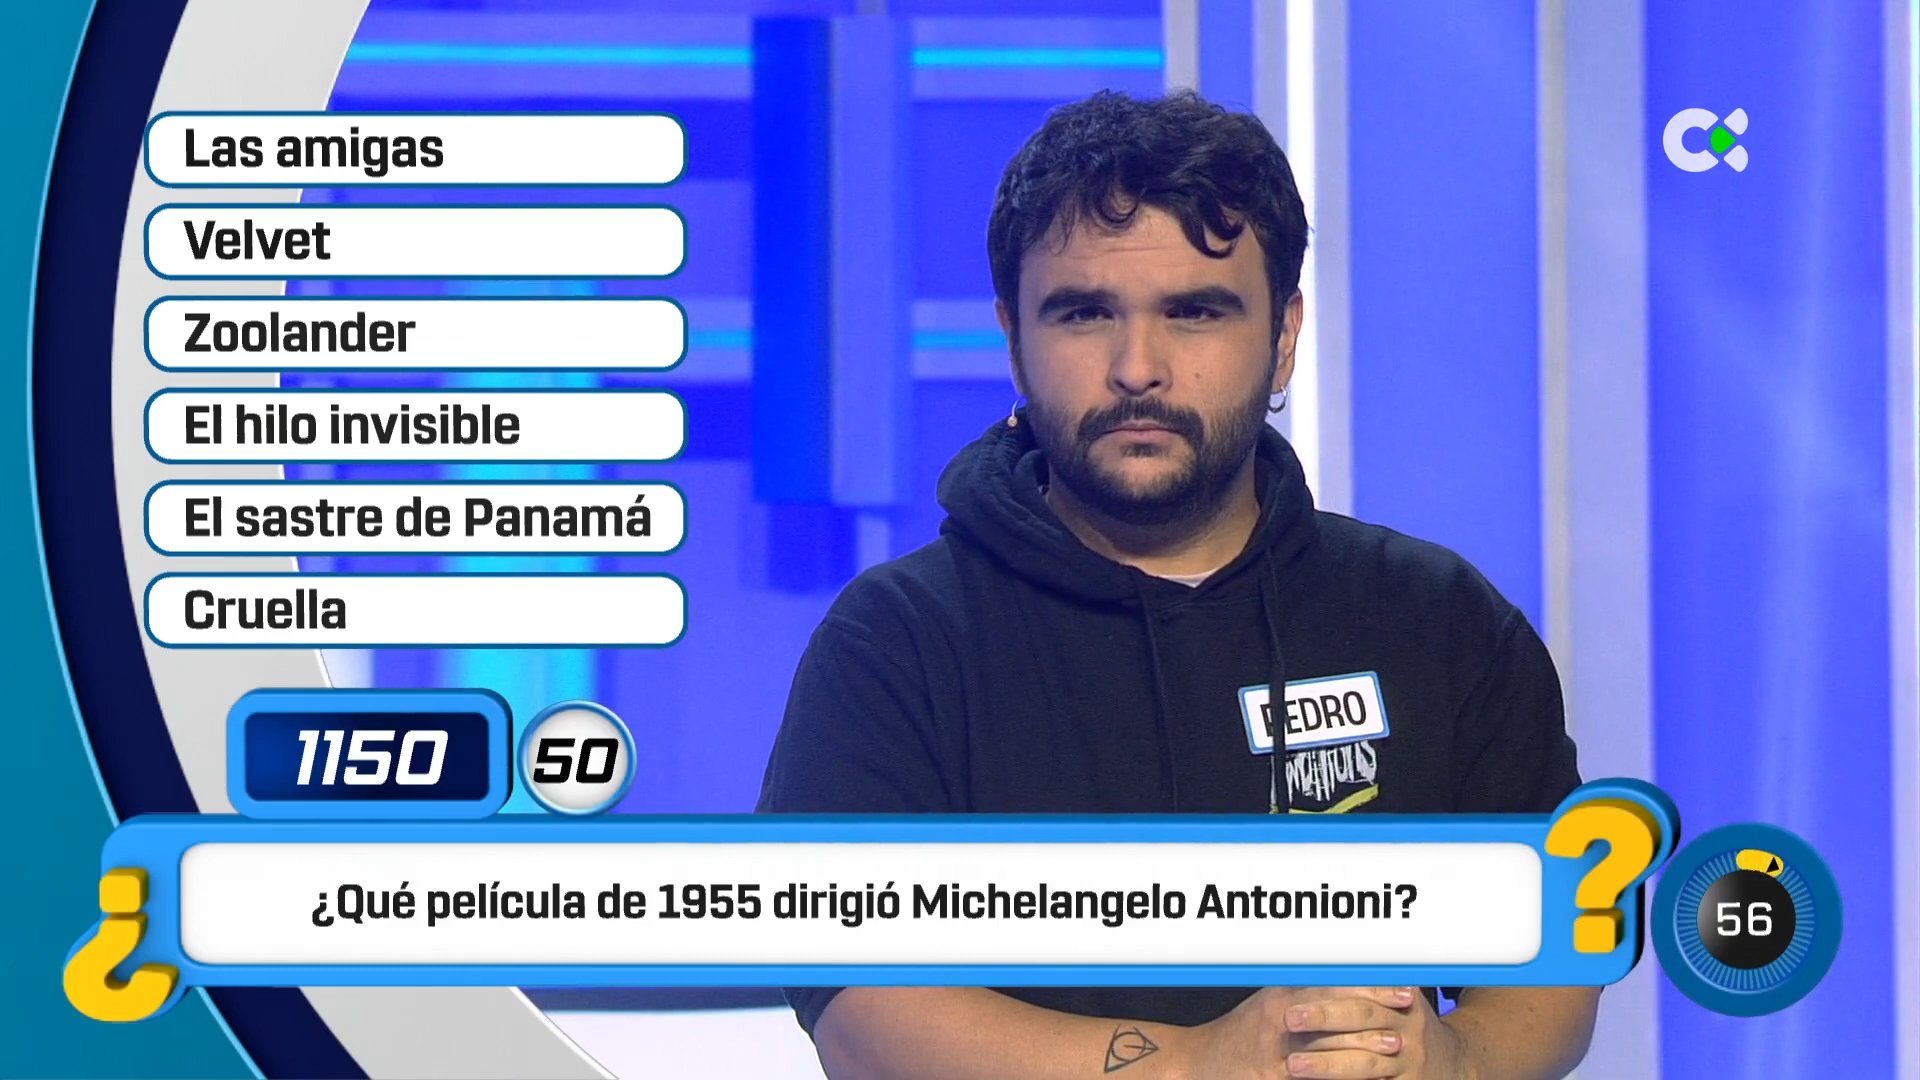 Las amigas
Velvet
Zoolander
El hilo invisible
El sastre de Panamá
Cruella
1150
50
PEDRO
¿Qué película de 1955 dirigió Michelangelo Antonioni?
56